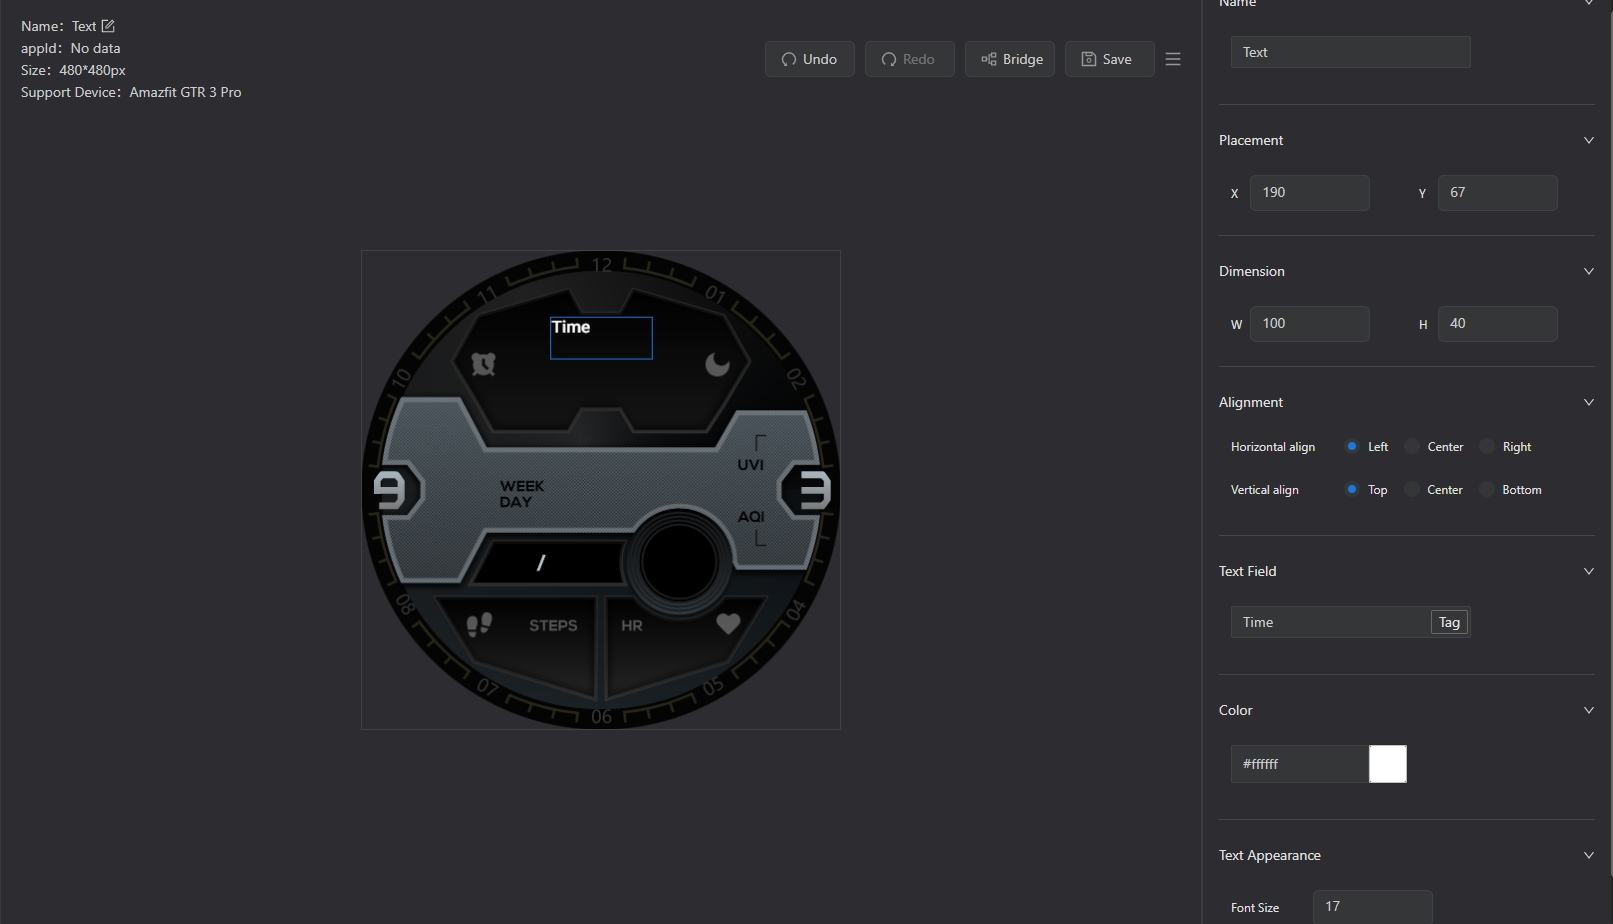 Name: Text
appId: No data
Size: 480*480px
Support Device: Amazfit GTR 3 Pro
Undo
Redo
Bridge
Save
12
11
01
Time
10
02
UVI
9
3
WEEK
DAY
AQI
/
08
04
STEPS
HR
07
05
06
Name
Text
Placement
X 190
Y 67
Dimension
W 100
H 40
Alignment
Horizontal align Left Center Right
Vertical align Top Center Bottom
Text Field
Time Tag
Color
#ffffff
Text Appearance
Font Size 17